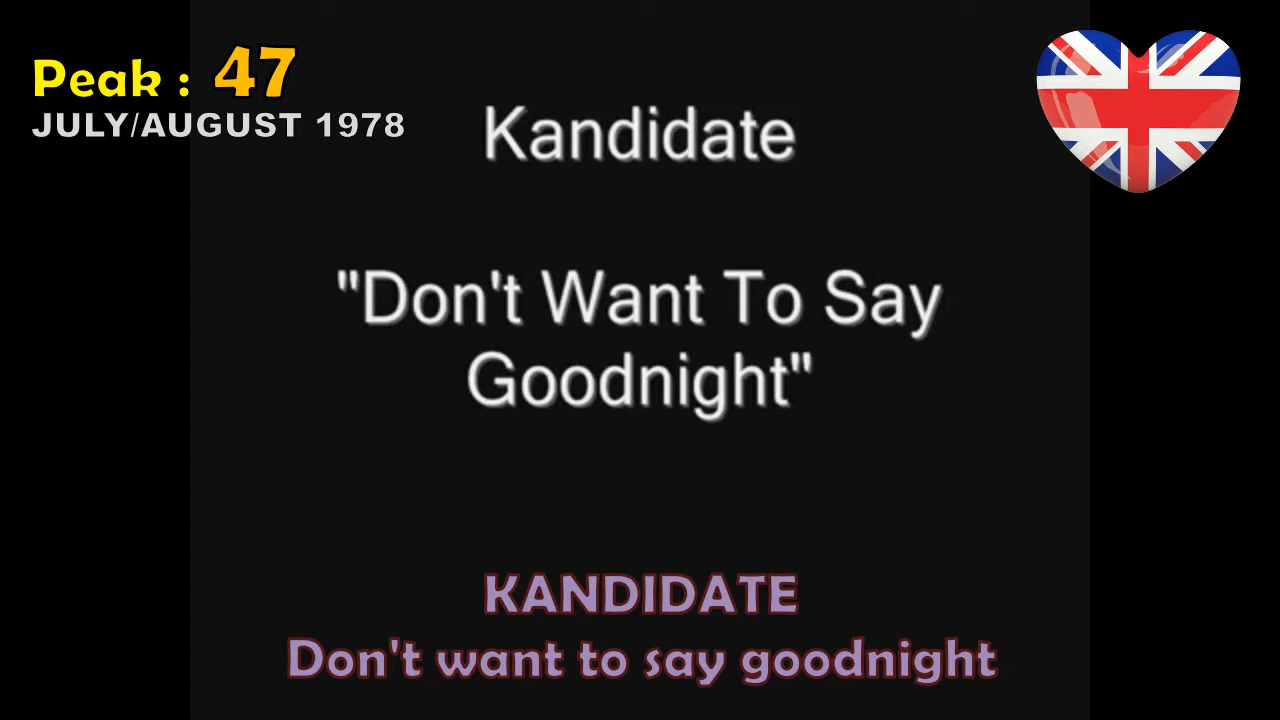 Peak : 47
JULY/AUGUST 1978
Kandidate
"Don't Want To Say
Goodnight"
KANDIDATE
Don't want to say goodnight